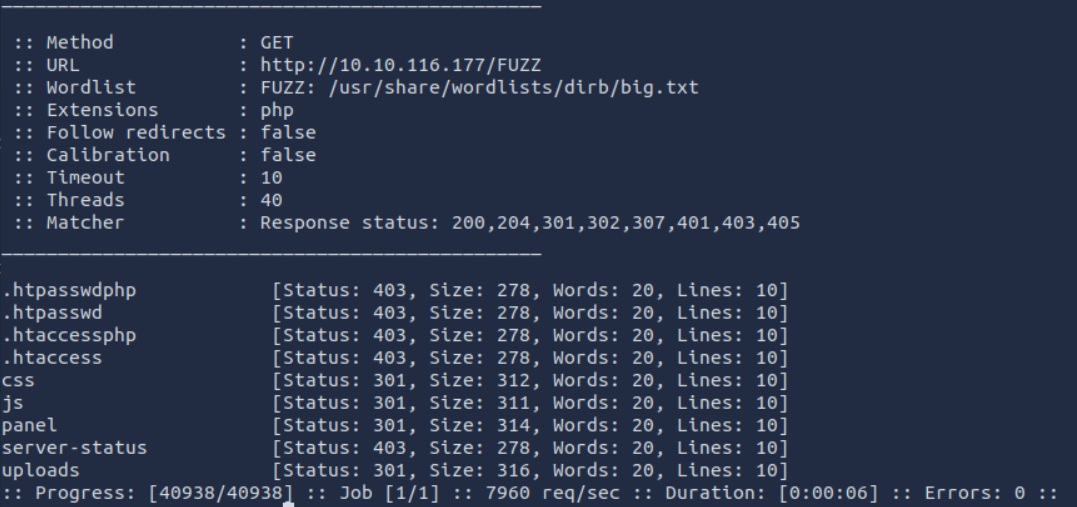 :: Method : GET
:: URL : http://10.10.116.177/FUZZ
:: Wordlist : FUZZ: /usr/share/wordlists/dirb/big.txt
:: Extensions : php
:: Follow redirects : false
:: Calibration : false
:: Timeout : 10
:: Threads : 40
:: Matcher : Response status: 200,204,301,302,307,401,403,405
.htpasswdphp [Status: 403, Size: 278, Words: 20, Lines: 10]
.htpasswd [Status: 403, Size: 278, Words: 20, Lines: 10]
.htaccessphp [Status: 403, Size: 278, Words: 20, Lines: 10]
.htaccess [Status: 403, Size: 278, Words: 20, Lines: 10]
css [Status: 301, Size: 312, Words: 20, Lines: 10]
js [Status: 301, Size: 311, Words: 20, Lines: 10]
panel [Status: 301, Size: 314, Words: 20, Lines: 10]
server-status [Status: 403, Size: 278, Words: 20, Lines: 10]
uploads [Status: 301, Size: 316, Words: 20, Lines: 10]
:: Progress: [40938/40938] :: Job [1/1] :: 7960 req/sec :: Duration: [0:00:06] :: Errors: 0 ::